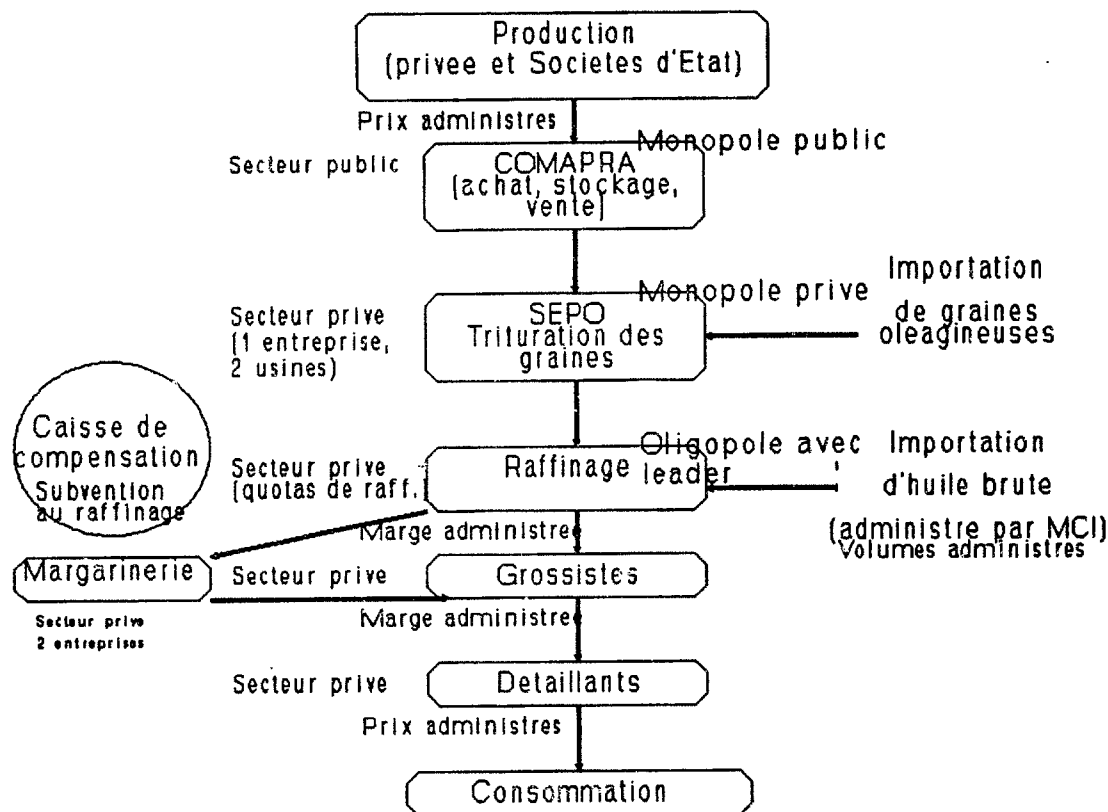 Production
(privee et Societes d'Etat)
Prix administres
Monopole public
Secteur public
COMAPRA
(achat, stockage,
vente)
Importation
de graines
oleagineuses
Monopole prive
Secteur prive
(1 entreprise,
2 usines)
SEPO
Trituration des
graines
Caisse de
compensation
Subvention
au raffinage
Secteur prive
(quotas de raff.)
Raffinage
Oligopole avec
leader
Importation
d'huile brute
(administre par MCI)
Volumes administres
Marge administre
Margarinerie
Secteur prive
Grossistes
Secteur prive
2 entreprises
Marge administre
Secteur prive
Detaillants
Prix administres
Consommation